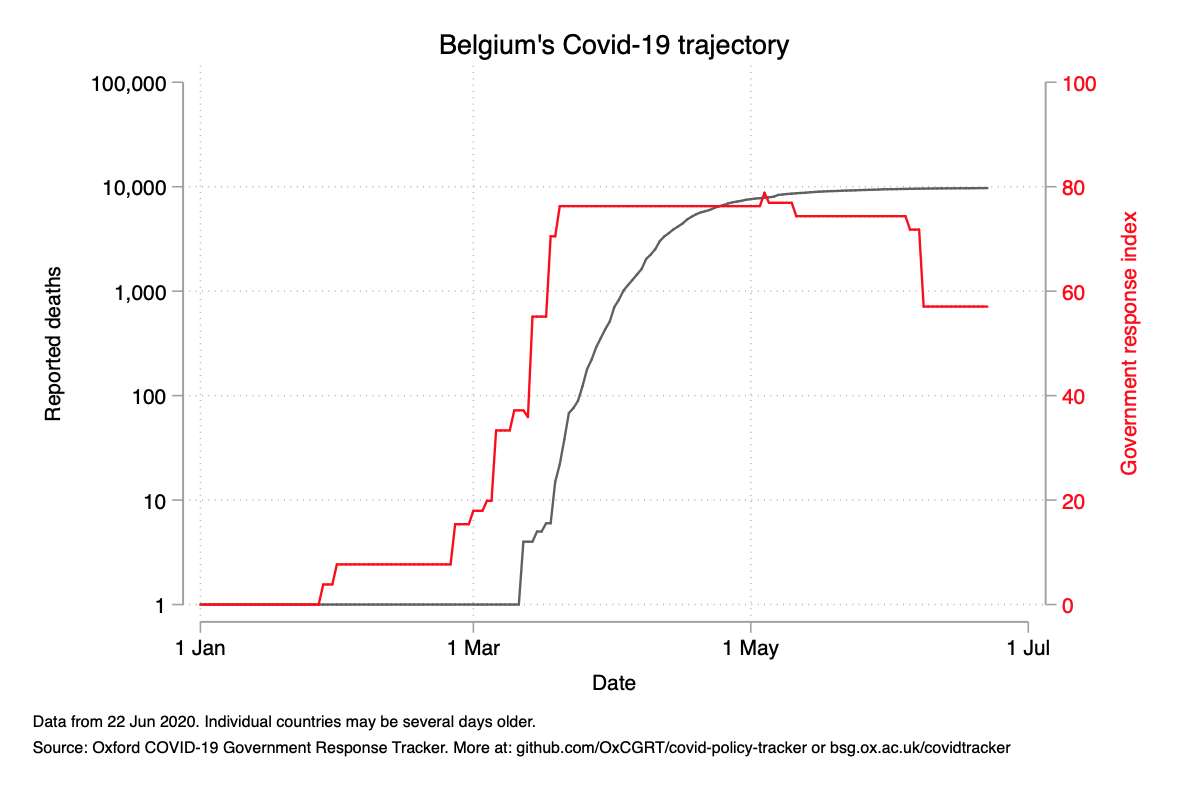 Belgium's Covid-19 trajectory
100,000
10,000
1,000
100
10
1
Reported deaths
100
80
60
40
20
0
Government response index
1 Jan
1 Mar
1 May
1 Jul
Date
Data from 22 Jun 2020. Individual countries may be several days older.
Source: Oxford COVID-19 Government Response Tracker. More at: github.com/OxCGRT/covid-policy-tracker or bsg.ox.ac.uk/covidtracker